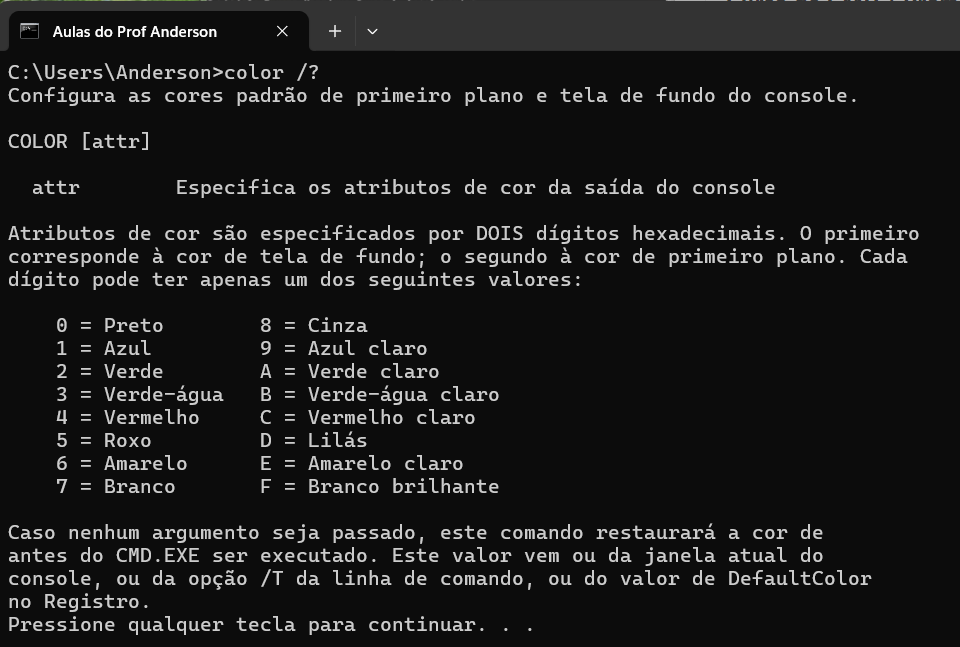 Aulas do Prof Anderson
C:\Users\Anderson>color /?
Configura as cores padrão de primeiro plano e tela de fundo do console.
COLOR [attr]
attr        Especifica os atributos de cor da saída do console
Atributos de cor são especificados por DOIS dígitos hexadecimais. O primeiro
corresponde à cor de tela de fundo; o segundo à cor de primeiro plano. Cada
dígito pode ter apenas um dos seguintes valores:
0 = Preto        8 = Cinza
1 = Azul         9 = Azul claro
2 = Verde        A = Verde claro
3 = Verde-água   B = Verde-água claro
4 = Vermelho     C = Vermelho claro
5 = Roxo         D = Lilás
6 = Amarelo      E = Amarelo claro
7 = Branco       F = Branco brilhante
Caso nenhum argumento seja passado, este comando restaurará a cor de
antes do CMD.EXE ser executado. Este valor vem ou da janela atual do
console, ou da opção /T da linha de comando, ou do valor de DefaultColor
no Registro.
Pressione qualquer tecla para continuar. . .